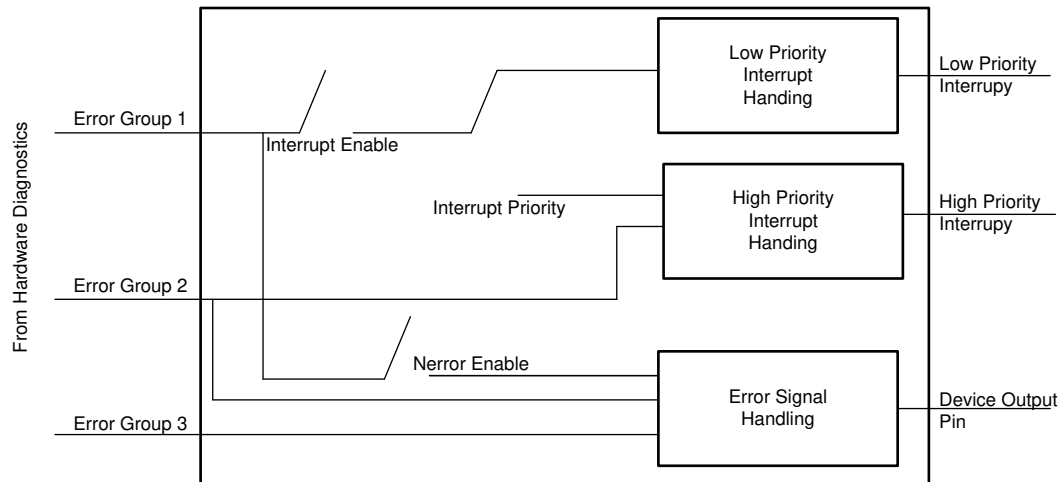 From Hardware Diagnostics
Error Group 1
Interrupt Enable
Low Priority
Interrupt
Handing
Low Priority
Interrupy
Interrupt Priority
High Priority
Interrupt
Handing
High Priority
Interrupy
Error Group 2
Nerror Enable
Error Group 3
Error Signal
Handling
Device Output
Pin